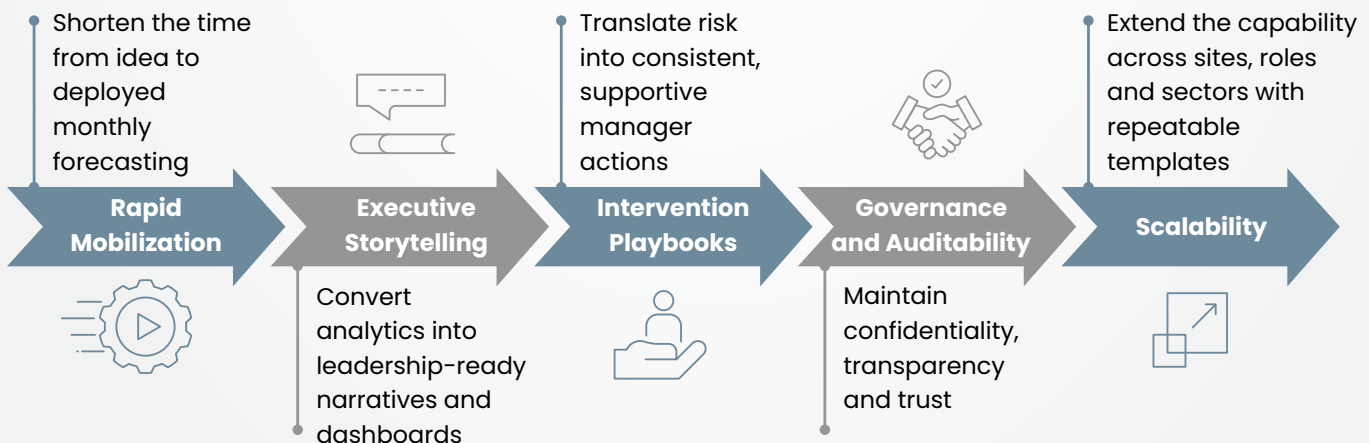 Shorten the time
from idea to
deployed
monthly
forecasting
Rapid
Mobilization
Executive
Storytelling
Convert
analytics into
leadership-ready
narratives and
dashboards
Translate risk
into consistent,
supportive
manager
actions
Intervention
Playbooks
Governance
and Auditability
Maintain
confidentiality,
transparency
and trust
Extend the capability
across sites, roles
and sectors with
repeatable
templates
Scalability